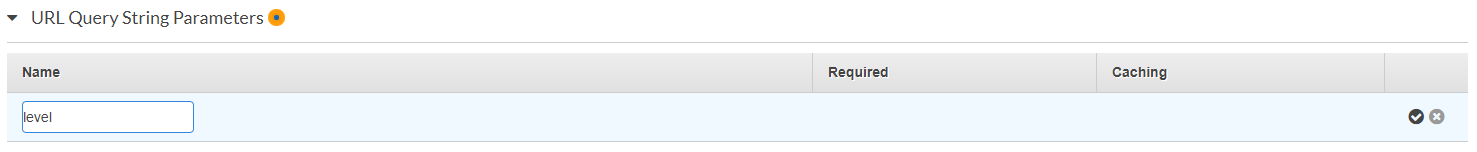 URL Query String Parameters
Name Required Caching
level